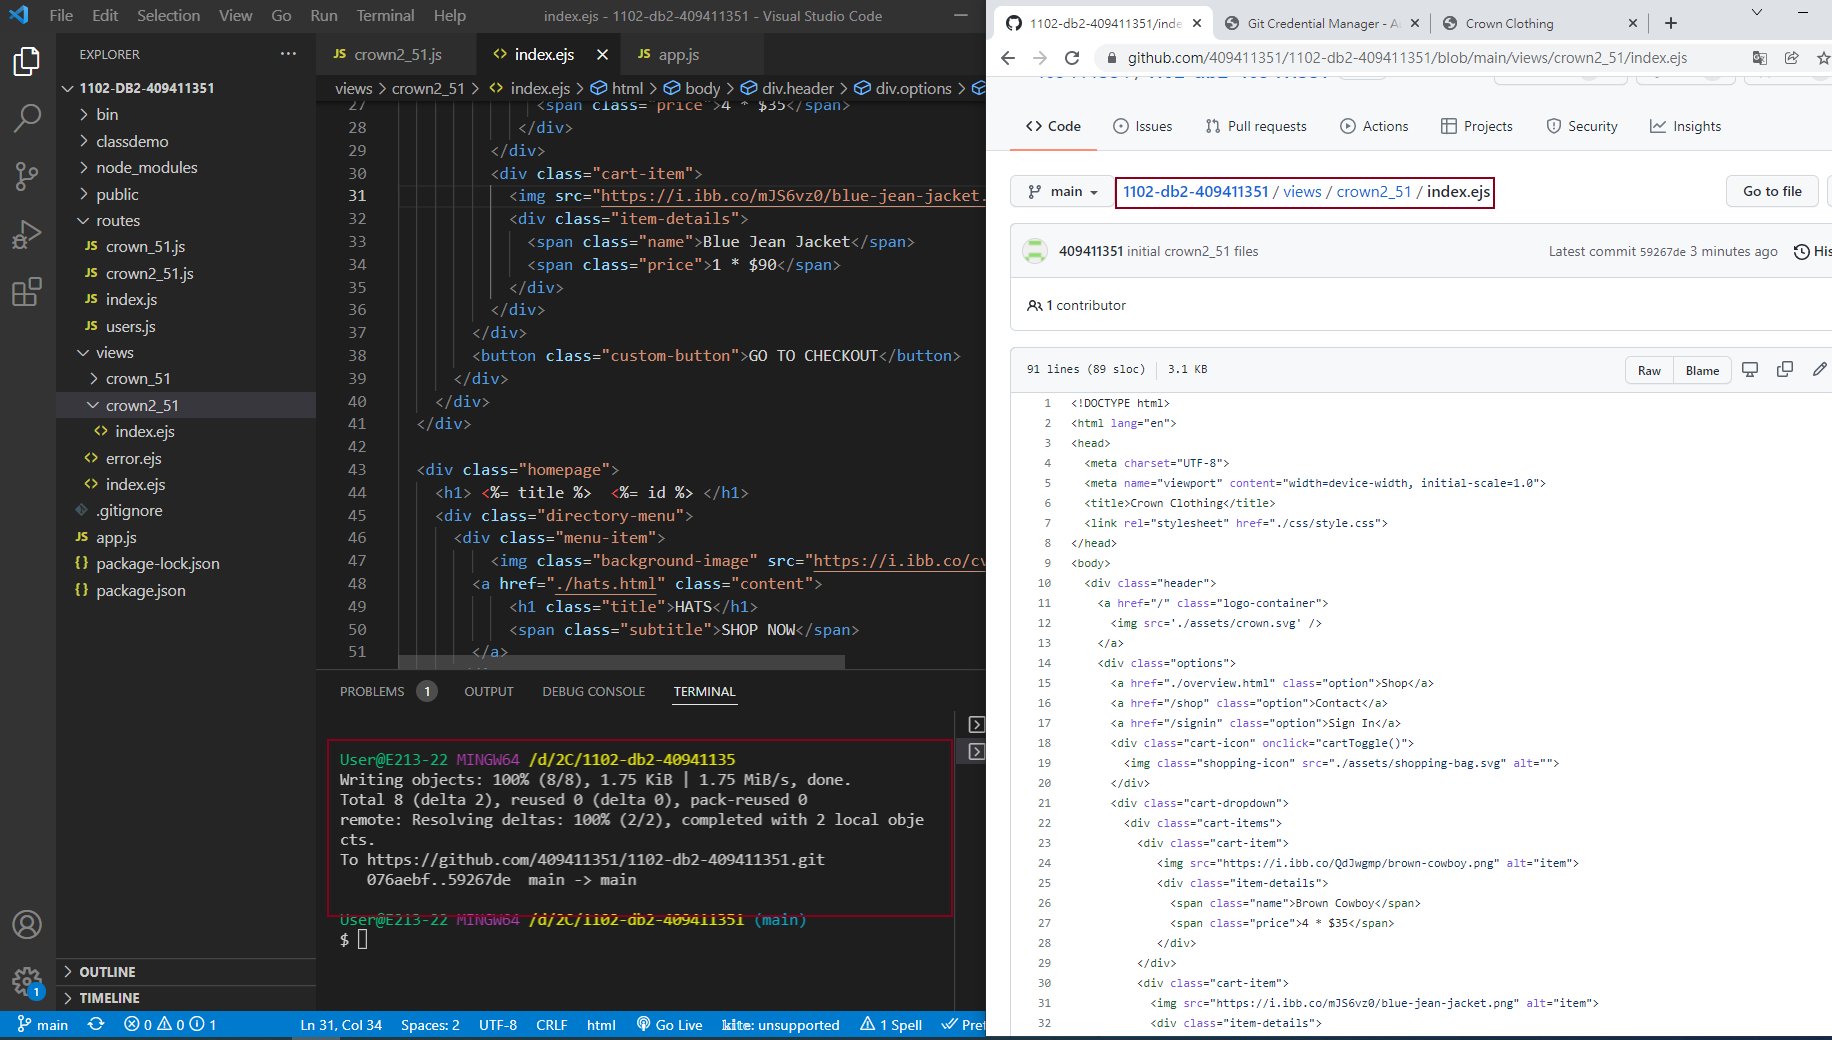 File Edit Selection View Go Run Terminal Help index.ejs - 1102-db2-409411351 - Visual Studio Code
EXPLORER
1102-DB2-409411351
bin
classdemo
node_modules
public
routes
JS crown_51.js
JS crown2_51.js
JS index.js
JS users.js
views
crown_51
crown2_51
<> index.ejs
<> error.ejs
<> index.ejs
.gitignore
JS app.js
{} package-lock.json
{} package.json
OUTLINE
TIMELINE
JS crown2_51.js <> index.ejs JS app.js
views > crown2_51 > <> index.ejs > html > body > div.header > div.options >
27 <span class="price">4 * $35</span>
28 </div>
29 </div>
30 <div class="cart-item">
31 <img src="https://i.ibb.co/mJS6vz0/blue-jean-jacket.
32 <div class="item-details">
33 <span class="name">Blue Jean Jacket</span>
34 <span class="price">1 * $90</span>
35 </div>
36 </div>
37 </div>
38 <button class="custom-button">GO TO CHECKOUT</button>
39 </div>
40 </div>
41 </div>
42
43 <div class="homepage">
44 <h1> <%= title %> <%= id %> </h1>
45 <div class="directory-menu">
46 <div class="menu-item">
47 <img class="background-image" src="https://i.ibb.co/cv
48 <a href="./hats.html" class="content">
49 <h1 class="title">HATS</h1>
50 <span class="subtitle">SHOP NOW</span>
51 </a>
PROBLEMS 1 OUTPUT DEBUG CONSOLE TERMINAL
User@E213-22 MINGW64 /d/2C/1102-db2-40941135
Writing objects: 100% (8/8), 1.75 KiB | 1.75 MiB/s, done.
Total 8 (delta 2), reused 0 (delta 0), pack-reused 0
remote: Resolving deltas: 100% (2/2), completed with 2 local obje
cts.
To https://github.com/409411351/1102-db2-409411351.git
076aebf..59267de main -> main
User@E213-22 MINGW64 /d/2C/1102-db2-409411351 (main)
$
1
main 0 0 1 Ln 31, Col 34 Spaces: 2 UTF-8 CRLF html Go Live kite: unsupported 1 Spell Pret
1102-db2-409411351/inde Git Credential Manager - A Crown Clothing
github.com/409411351/1102-db2-409411351/blob/main/views/crown2_51/index.ejs
<> Code Issues Pull requests Actions Projects Security Insights
main 1102-db2-409411351 / views / crown2_51 / index.ejs Go to file
409411351 initial crown2_51 files Latest commit 59267de 3 minutes ago His
1 contributor
91 lines (89 sloc) 3.1 KB Raw Blame
1 <!DOCTYPE html>
2 <html lang="en">
3 <head>
4 <meta charset="UTF-8">
5 <meta name="viewport" content="width=device-width, initial-scale=1.0">
6 <title>Crown Clothing</title>
7 <link rel="stylesheet" href="./css/style.css">
8 </head>
9 <body>
10 <div class="header">
11 <a href="/" class="logo-container">
12 <img src='./assets/crown.svg' />
13 </a>
14 <div class="options">
15 <a href="./overview.html" class="option">Shop</a>
16 <a href="/shop" class="option">Contact</a>
17 <a href="/signin" class="option">Sign In</a>
18 <div class="cart-icon" onclick="cartToggle()">
19 <img class="shopping-icon" src="./assets/shopping-bag.svg" alt="">
20 </div>
21 <div class="cart-dropdown">
22 <div class="cart-items">
23 <div class="cart-item">
24 <img src="https://i.ibb.co/QdJwgmp/brown-cowboy.png" alt="item">
25 <div class="item-details">
26 <span class="name">Brown Cowboy</span>
27 <span class="price">4 * $35</span>
28 </div>
29 </div>
30 <div class="cart-item">
31 <img src="https://i.ibb.co/mJS6vz0/blue-jean-jacket.png" alt="item">
32 <div class="item-details">